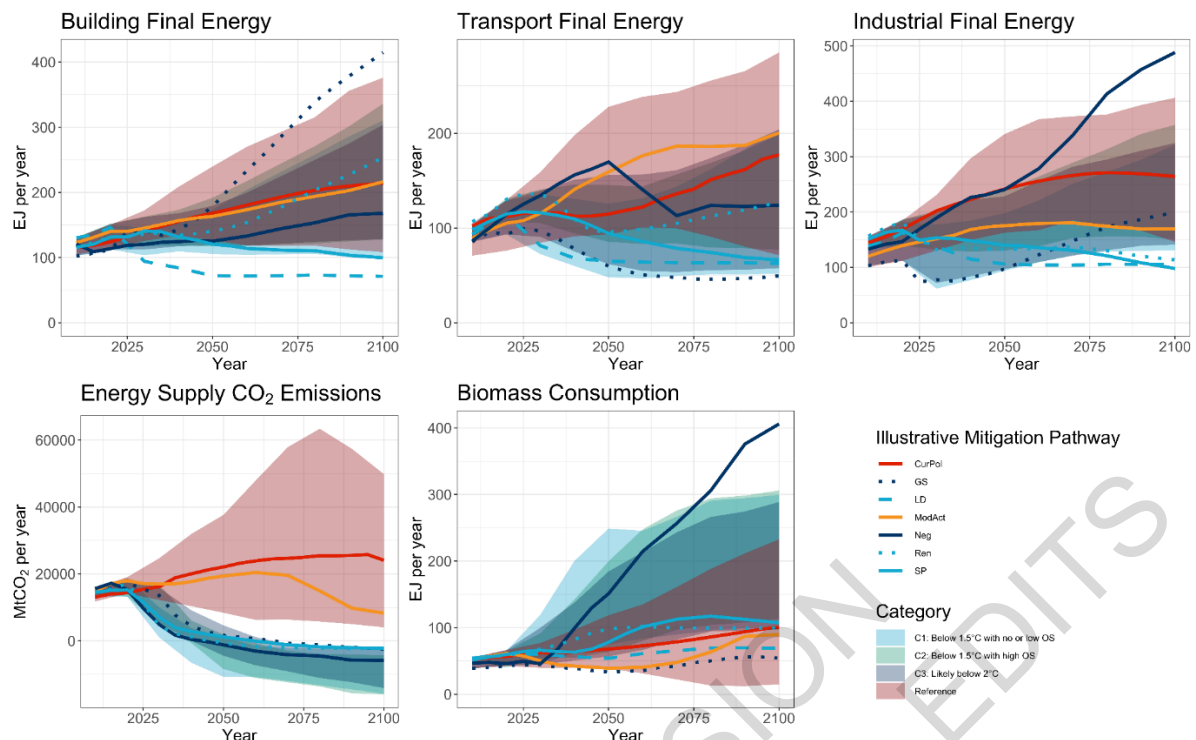 Building Final Energy
EJ per year
400
300
200
100
0
2025 2050 2075 2100
Year
Transport Final Energy
EJ per year
200
100
0
2025 2050 2075 2100
Year
Industrial Final Energy
EJ per year
500
400
300
200
100
0
2025 2050 2075 2100
Year
Energy Supply CO₂ Emissions
MtCO₂ per year
60000
40000
20000
0
2025 2050 2075 2100
Year
Biomass Consumption
EJ per year
400
300
200
100
0
2025 2050 2075 2100
Year
Illustrative Mitigation Pathway
CurPol
GS
LD
ModAct
Neg
Ren
SP
Category
C1: Below 1.5°C with no or low OS
C2: Below 1.5°C with high OS
C3: Likely below 2°C
Reference
SION
EDITS